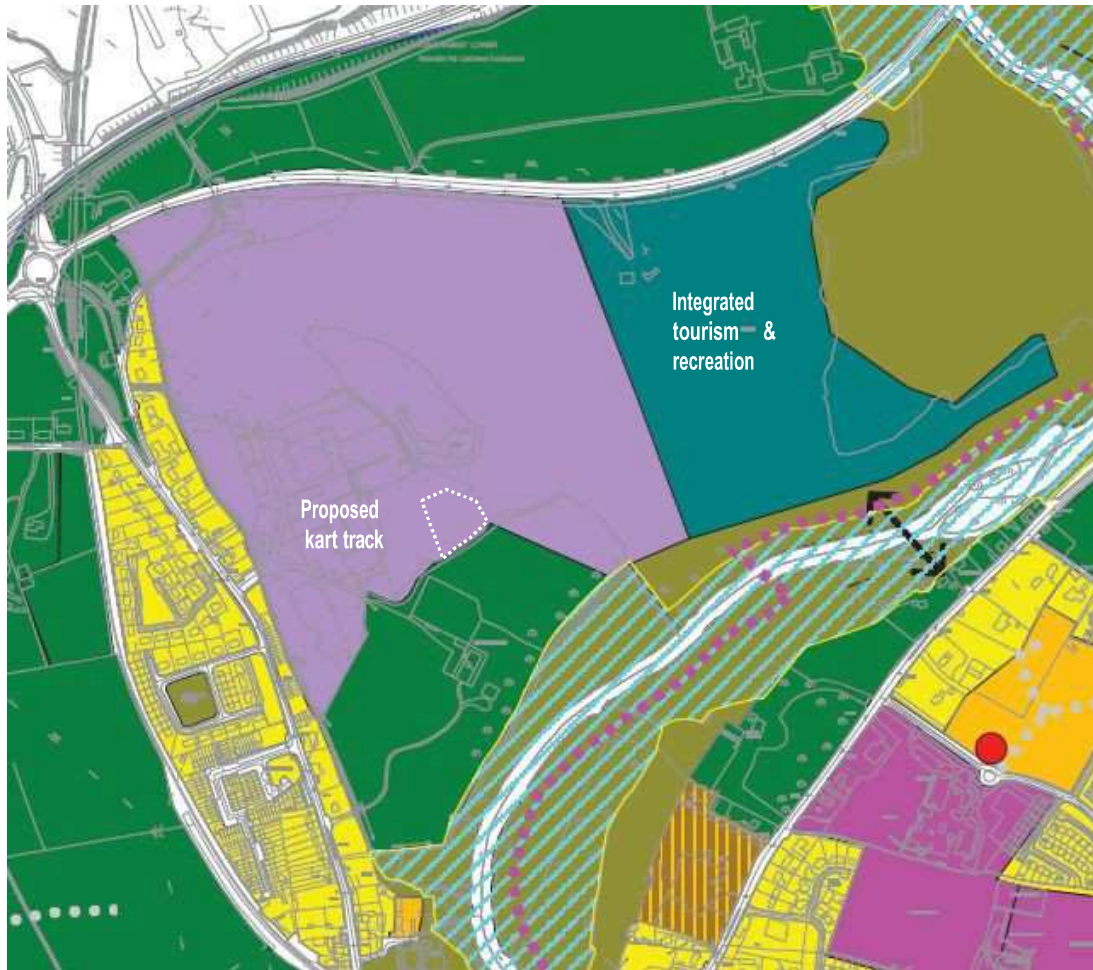 Integrated
tourism &
recreation
Proposed
kart track